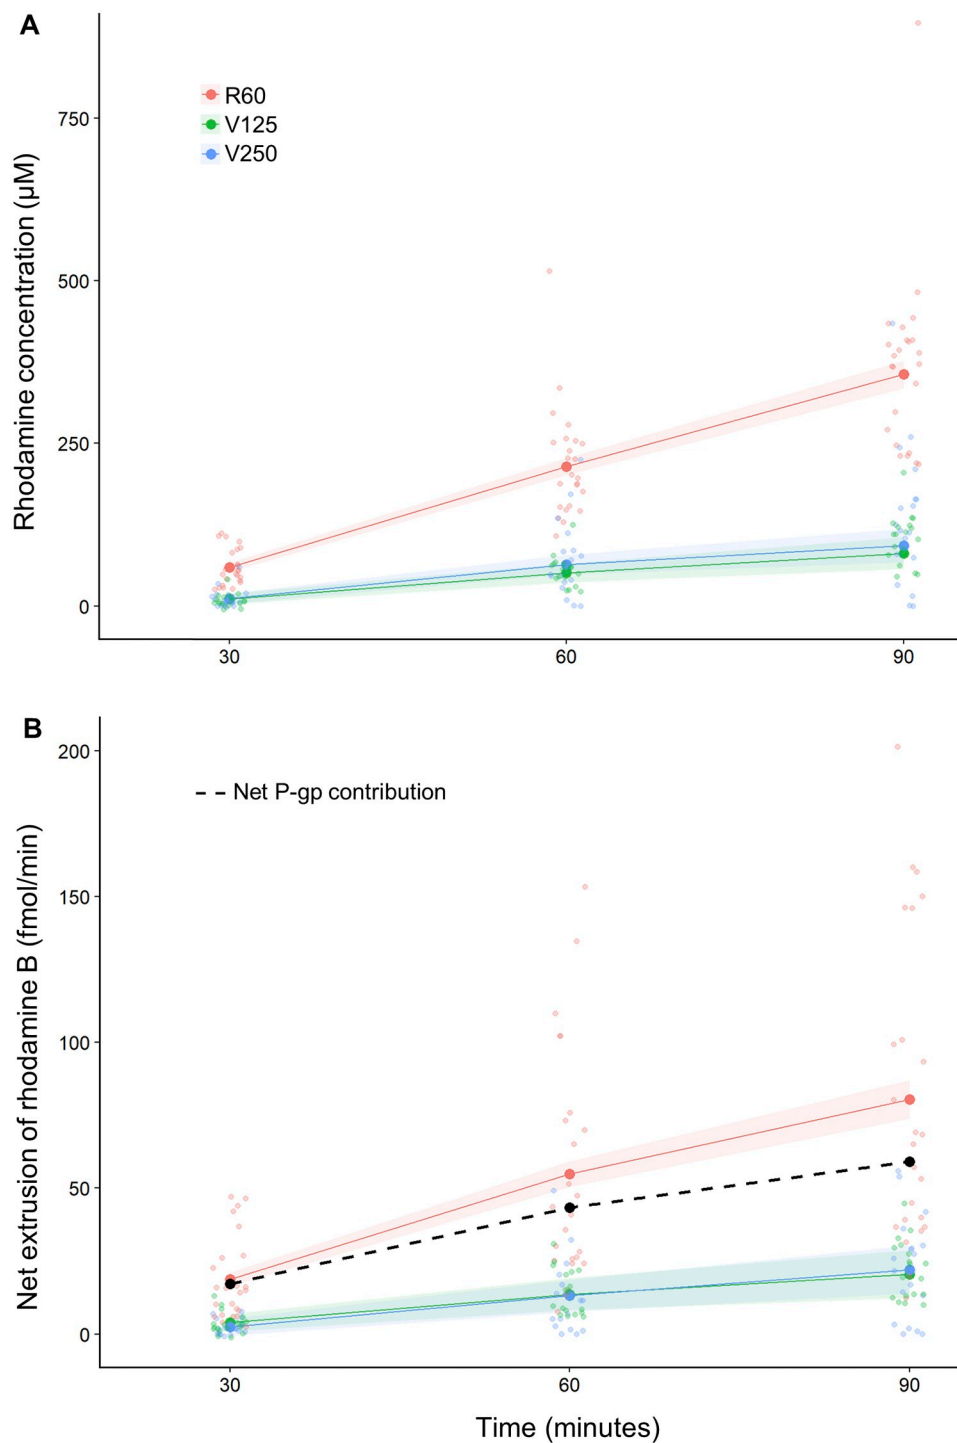 A
750
500
250
0
Rhodamine concentration (µM)
R60
V125
V250
30 60 90
B
200
150
100
50
0
Net extrusion of rhodamine B (fmol/min)
Net P-gp contribution
30 60 90
Time (minutes)